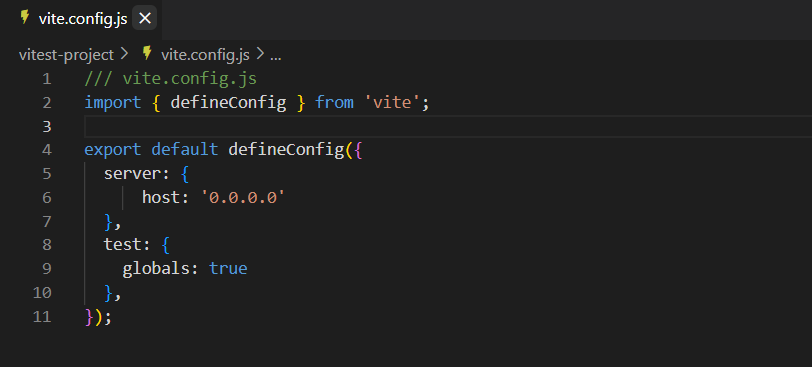 vite.config.js
vitest-project > vite.config.js > ...
1 /// vite.config.js
2 import { defineConfig } from 'vite';
3
4 export default defineConfig({
5   server: {
6       host: '0.0.0.0'
7   },
8   test: {
9     globals: true
10   },
11 });